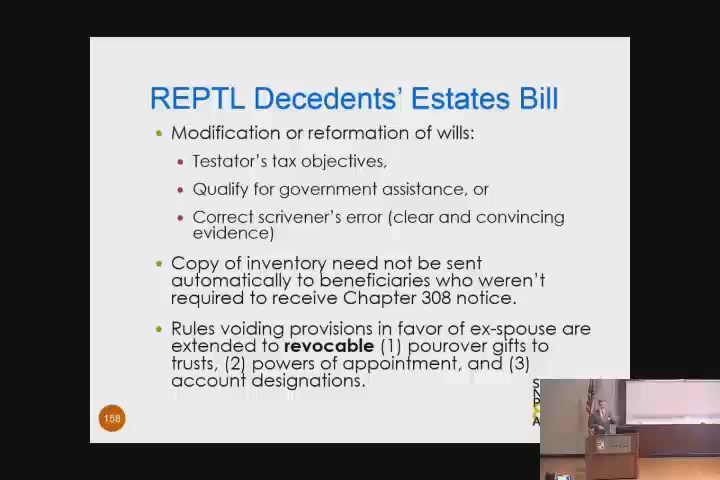 REPTL Decedents' Estates Bill
Modification or reformation of wills:
Testator's tax objectives,
Qualify for government assistance, or
Correct scrivener's error (clear and convincing
evidence)
Copy of inventory need not be sent
automatically to beneficiaries who weren't
required to receive Chapter 308 notice.
Rules voiding provisions in favor of ex-spouse are
extended to revocable (1) pourover gifts to
trusts, (2) powers of appointment, and (3)
account designations.
158